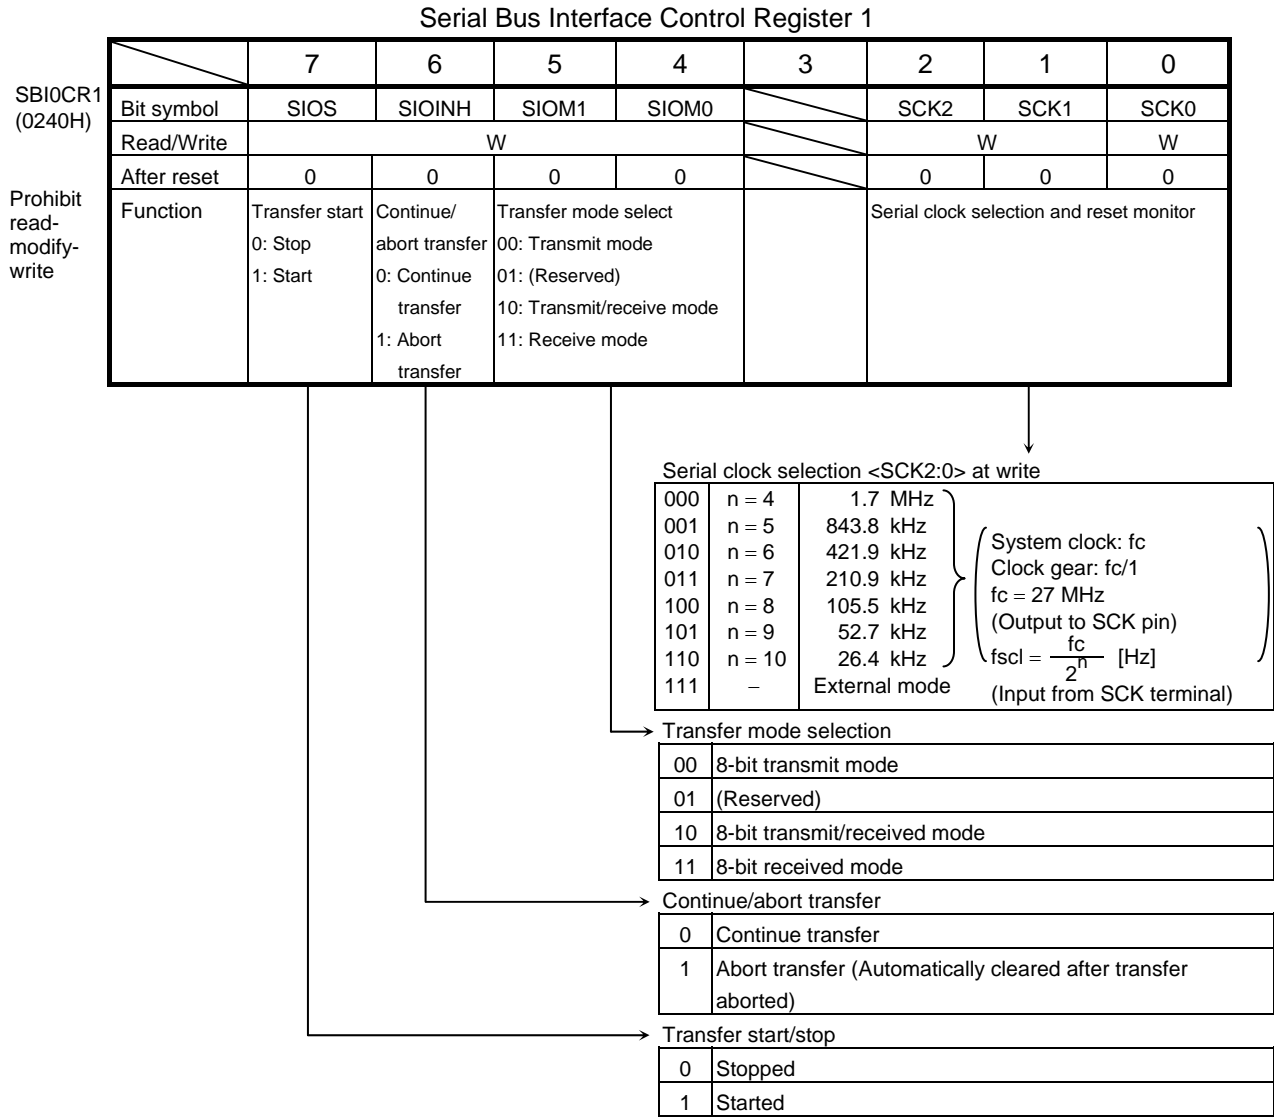 Serial Bus Interface Control Register 1
7 6 5 4 3 2 1 0
SBI0CR1
(0240H)
Bit symbol SIOS SIOINH SIOM1 SIOM0 SCK2 SCK1 SCK0
Read/Write W W W
After reset 0 0 0 0 0 0 0
Prohibit
read-
modify-
write
Function
Transfer start
0: Stop
1: Start
Continue/
abort transfer
0: Continue
transfer
1: Abort
transfer
Transfer mode select
00: Transmit mode
01: (Reserved)
10: Transmit/receive mode
11: Receive mode
Serial clock selection and reset monitor
Serial clock selection <SCK2:0> at write
000 n = 4 1.7 MHz
001 n = 5 843.8 kHz
010 n = 6 421.9 kHz
011 n = 7 210.9 kHz
100 n = 8 105.5 kHz
101 n = 9 52.7 kHz
110 n = 10 26.4 kHz
111 – External mode
System clock: fc
Clock gear: fc/1
fc = 27 MHz
(Output to SCK pin)
fscl = fc / 2^n [Hz]
(Input from SCK terminal)
Transfer mode selection
00 8-bit transmit mode
01 (Reserved)
10 8-bit transmit/received mode
11 8-bit received mode
Continue/abort transfer
0 Continue transfer
1 Abort transfer (Automatically cleared after transfer
aborted)
Transfer start/stop
0 Stopped
1 Started